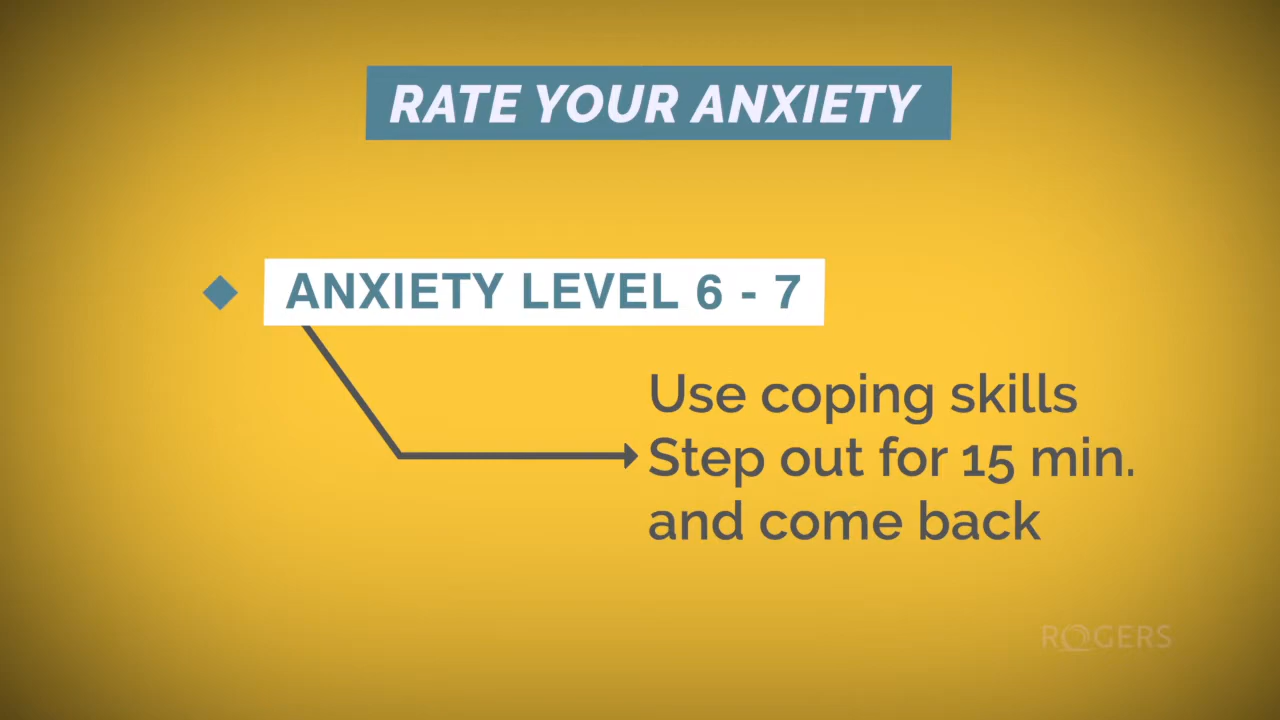 RATE YOUR ANXIETY
ANXIETY LEVEL 6 - 7
Use coping skills
Step out for 15 min.
and come back
ROGERS